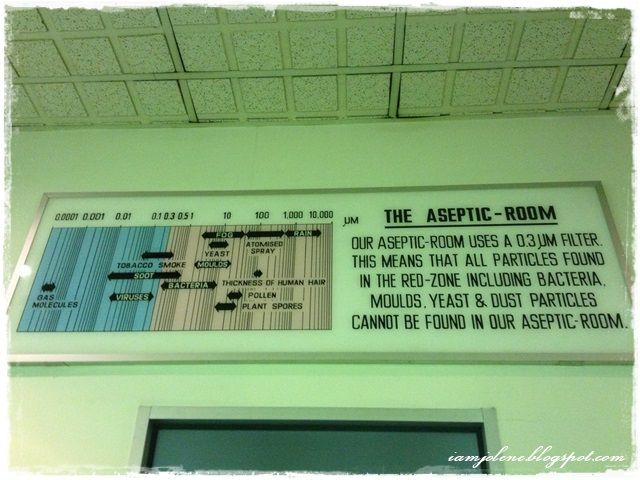 0.0001 0.001 0.01 0.1 0.3 0.5 1 10 100 1,000 10,000 µM
FOG RAIN
YEAST ATOMISED
SPRAY
TOBACCO SMOKE MOULDS
SOOT THICKNESS OF HUMAN HAIR
BACTERIA
GAS
MOLECULES
VIRUSES
POLLEN
PLANT SPORES
THE ASEPTIC-ROOM
OUR ASEPTIC-ROOM USES A 0.3 µM FILTER.
THIS MEANS THAT ALL PARTICLES FOUND
IN THE RED-ZONE INCLUDING BACTERIA,
MOULDS, YEAST & DUST PARTICLES
CANNOT BE FOUND IN OUR ASEPTIC-ROOM.
iamjolene.blogspot.com